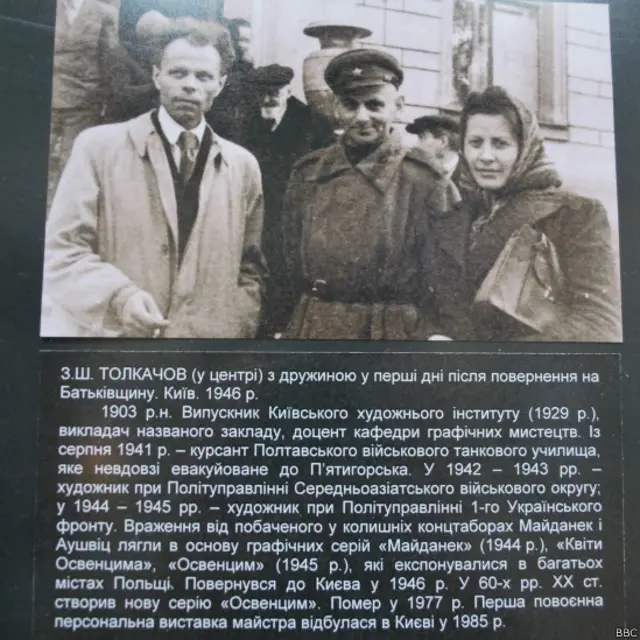 З.Ш. ТОЛКАЧОВ (у центрі) з дружиною у перші дні після повернення на
Батьківщину. Київ. 1946 р.
1903 р.н. Випускник Київського художнього інституту (1929 р.),
викладач названого закладу, доцент кафедри графічних мистецтв. Із
серпня 1941 р. – курсант Полтавського військового танкового училища,
яке невдовзі евакуйоване до П'ятигорська. У 1942 – 1943 рр. –
художник при Політуправлінні Середньоазіатського військового округу;
у 1944 – 1945 рр. – художник при Політуправлінні 1-го Українського
фронту. Враження від побаченого у колишніх концтаборах Майданек і
Аушвіц лягли в основу графічних серій «Майданек» (1944 р.), «Квіти
Освенцима», «Освенцим» (1945 р.), які експонувалися в багатьох
містах Польщі. Повернувся до Києва у 1946 р. У 60-х рр. ХХ ст.
створив нову серію «Освенцим». Помер у 1977 р. Перша повоєнна
персональна виставка майстра відбулася в Києві у 1985 р.
BBC